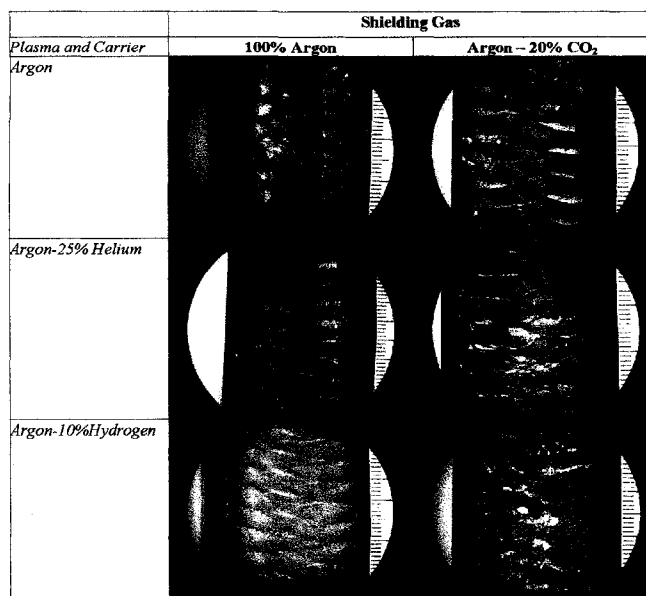 Shielding Gas
Plasma and Carrier
100% Argon
Argon – 20% CO₂
Argon
Argon-25% Helium
Argon-10%Hydrogen